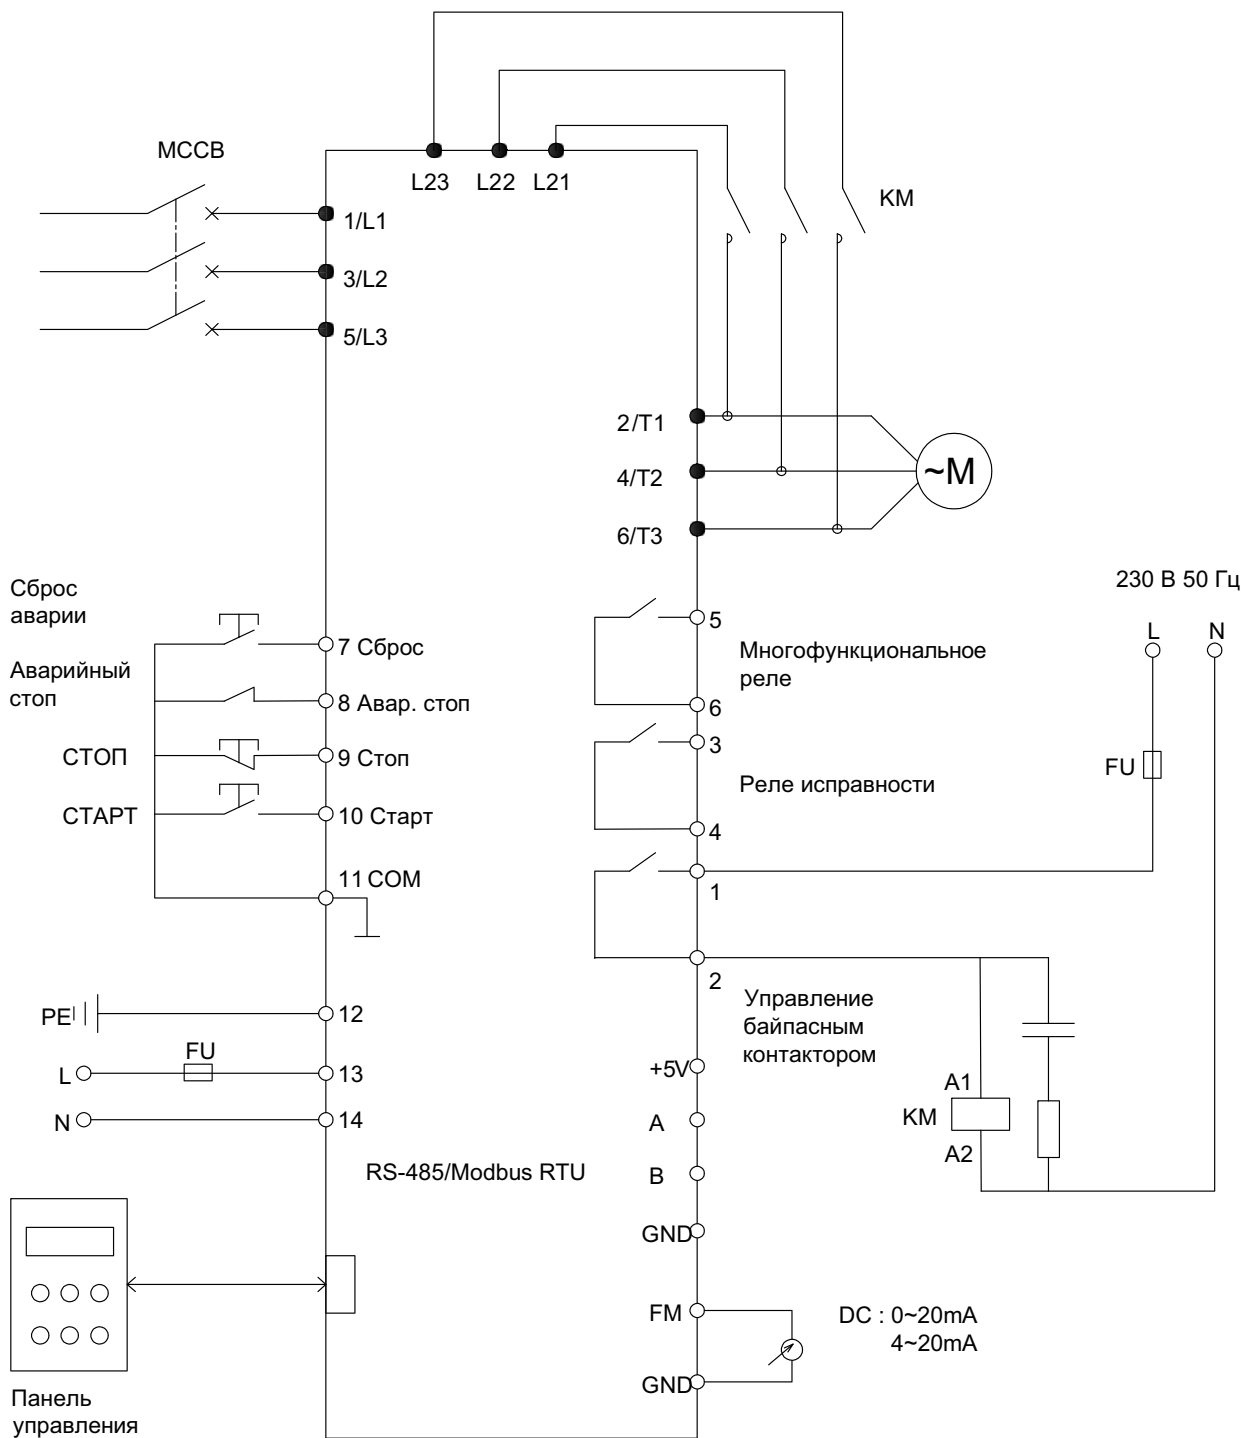 MCCB
L23 L22 L21
KM
1/L1
3/L2
5/L3
2/T1
4/T2
6/T3
~M
230 В 50 Гц
L N
Сброс
аварии
7 Сброс
Аварийный
стоп
8 Авар. стоп
СТОП
9 Стоп
СТАРТ
10 Старт
11 COM
5
Многофункциональное
реле
6
3
Реле исправности
4
FU
1
2
Управление
байпасным
контактором
PE
12
FU
L
13
N
14
+5V
A
B
GND
RS-485/Modbus RTU
A1
KM
A2
FM
GND
DC : 0~20mA
4~20mA
Панель
управления